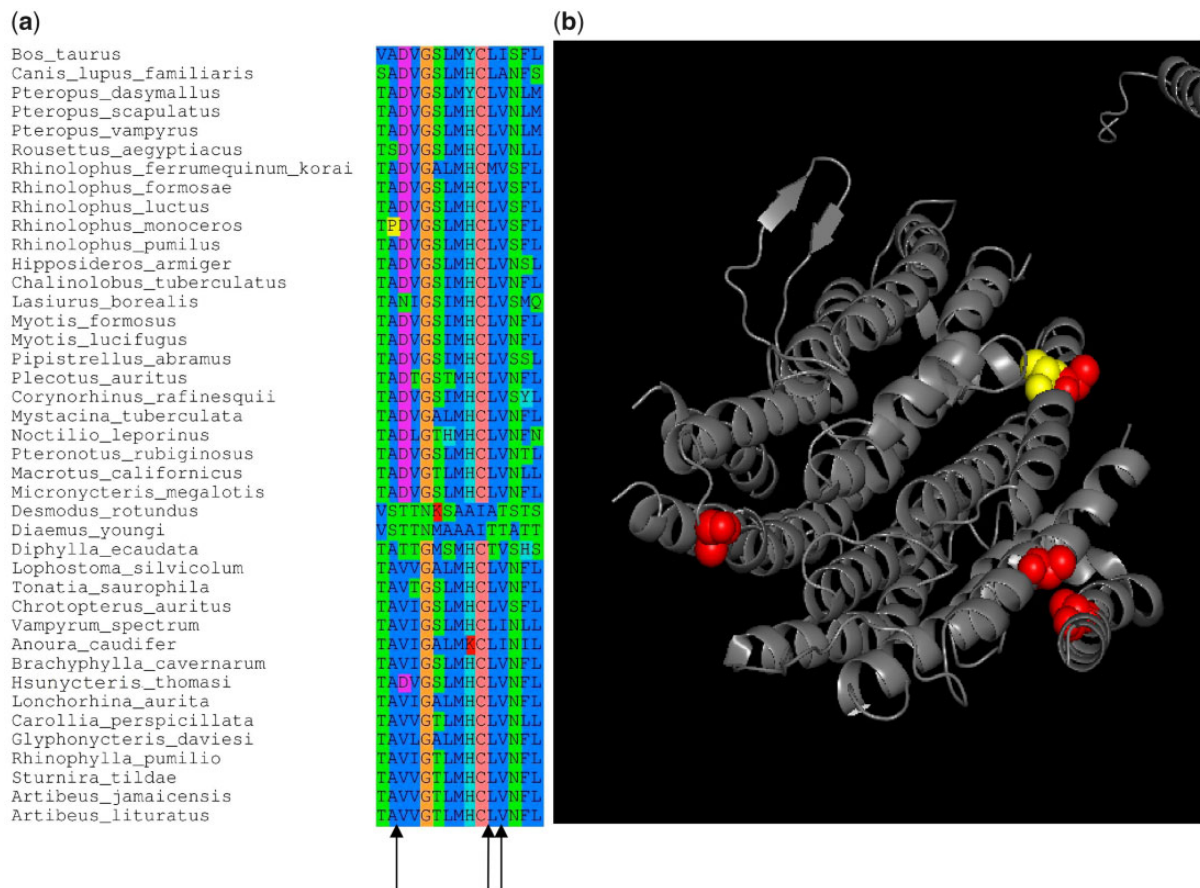 (a) (b)
Bos_taurus VADVGSLMYCLISFL
Canis_lupus_familiaris SADVGSLMHCLANFS
Pteropus_dasymallus TADVGSLMYCLVNLM
Pteropus_scapulatus TADVGSLMHCLVNLM
Pteropus_vampyrus TADVGSLMHCLVNLM
Rousettus_aegyptiacus TSDVGSLMHCLVNLL
Rhinolophus_ferrumequinum_korai TADVGALMHCMVSFL
Rhinolophus_formosae TADVGSLMHCLVSFL
Rhinolophus_luctus TADVGSLMHCLVSFL
Rhinolophus_monoceros TPDVGSLMHCLVSFL
Rhinolophus_pumilus TADVGSLMHCLVSFL
Hipposideros_armiger TADVGSLMHCLVNSL
Chalinolobus_tuberculatus TADVGSLMHCLVNFL
Lasiurus_borealis TANIGSIMHCLVSMQ
Myotis_formosus TADVGSIMHCLVNFL
Myotis_lucifugus TADVGSIMHCLVNFL
Pipistrellus_abramus TADVGSIMHCLVSSL
Plecotus_auritus TADTGSTMHCLVNFL
Corynorhinus_rafinesquii TADVGSIMHCLVSYL
Mystacina_tuberculata TADVGALMHCLVNFL
Noctilio_leporinus TADLGTHMHCLVNFN
Pteronotus_rubiginosus TADVGSLMHCLVNTL
Macrotus_californicus TADVGTLMHCLVNLL
Micronycteris_megalotis TADVGSLMHCLVNFL
Desmodus_rotundus VSTTNKSAAIATSTS
Diaemus_youngi VSTTNMAAAITTATT
Diphylla_ecaudata TATTGMSMHCTVSHS
Lophostoma_silvicolum TAVVGALMHCLVNFL
Tonatia_saurophila TAVTGSLMHCLVNFL
Chrotopterus_auritus TAVIGSLMHCLVSFL
Vampyrum_spectrum TAVIGSLMHCLINLL
Anoura_caudifer TAVIGALMKCLINIL
Brachyphylla_cavernarum TAVIGSLMHCLVNFL
Hsunycteris_thomasi TADVGSLMHCLVNFL
Lonchorhina_aurita TAVIGALMHCLVNFL
Carollia_perspicillata TAVVGTLMHCLVNLL
Glyphonycteris_daviesi TAVLGALMHCLVNFL
Rhinophylla_pumilio TAVIGTLMHCLVNFL
Sturnira_tildae TAVVGTLMHCLVNFL
Artibeus_jamaicensis TAVVGTLMHCLVNFL
Artibeus_lituratus TAVVGTLMHCLVNFL